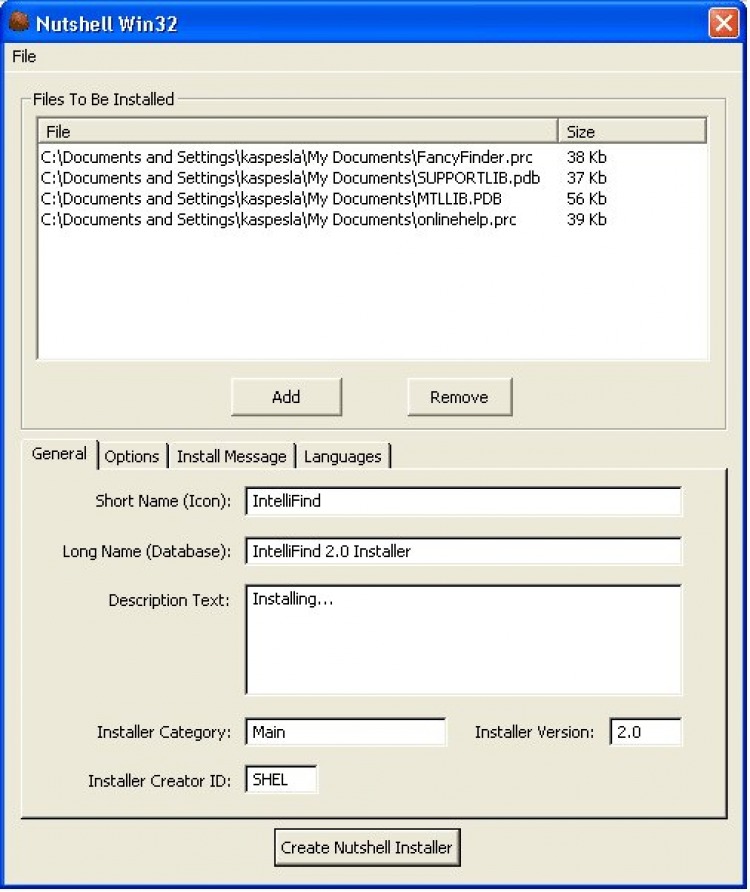 Nutshell Win32
File
Files To Be Installed
File Size
C:\Documents and Settings\kaspesla\My Documents\FancyFinder.prc 38 Kb
C:\Documents and Settings\kaspesla\My Documents\SUPPORTLIB.pdb 37 Kb
C:\Documents and Settings\kaspesla\My Documents\MTLLIB.PDB 56 Kb
C:\Documents and Settings\kaspesla\My Documents\onlinehelp.prc 39 Kb
Add Remove
General Options Install Message Languages
Short Name (Icon): IntelliFind
Long Name (Database): IntelliFind 2.0 Installer
Description Text: Installing...
Installer Category: Main Installer Version: 2.0
Installer Creator ID: SHEL
Create Nutshell Installer